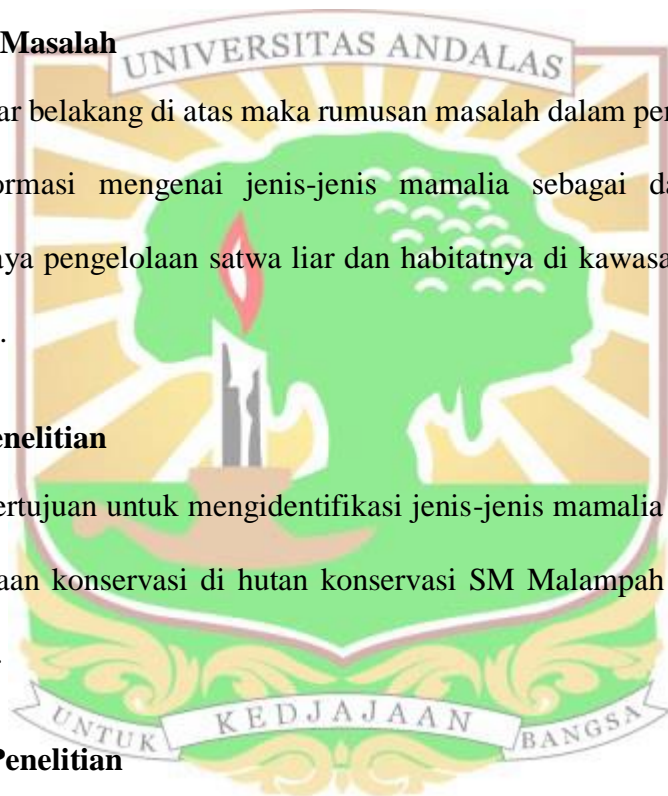 Masalah
UNIVERSITAS ANDALAS
ar belakang di atas maka rumusan masalah dalam per
ormasi mengenai jenis-jenis mamalia sebagai da
aya pengelolaan satwa liar dan habitatnya di kawasa
.
enelitian
ertujuan untuk mengidentifikasi jenis-jenis mamalia
aan konservasi di hutan konservasi SM Malampah
.
UNTUK KEDJAJAAN BANGSA
Penelitian